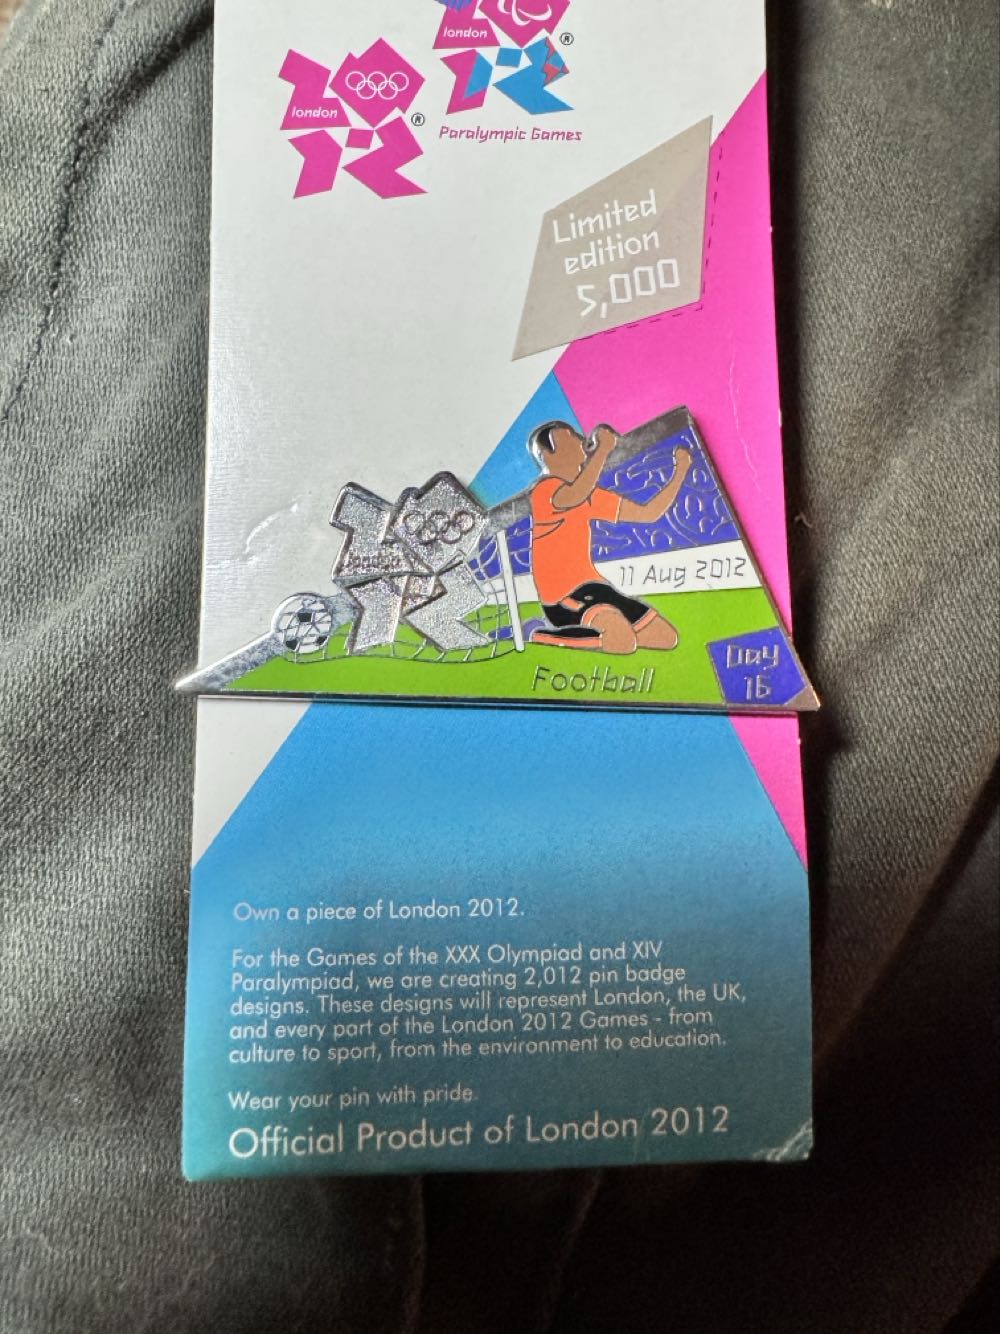 london
®
Paralympic Games
london
®
Limited
edition
5,000
london
11 Aug 2012
Football
Day
16
Own a piece of London 2012.
For the Games of the XXX Olympiad and XIV
Paralympiad, we are creating 2,012 pin badge
designs. These designs will represent London, the UK,
and every part of the London 2012 Games - from
culture to sport, from the environment to education.
Wear your pin with pride.
Official Product of London 2012